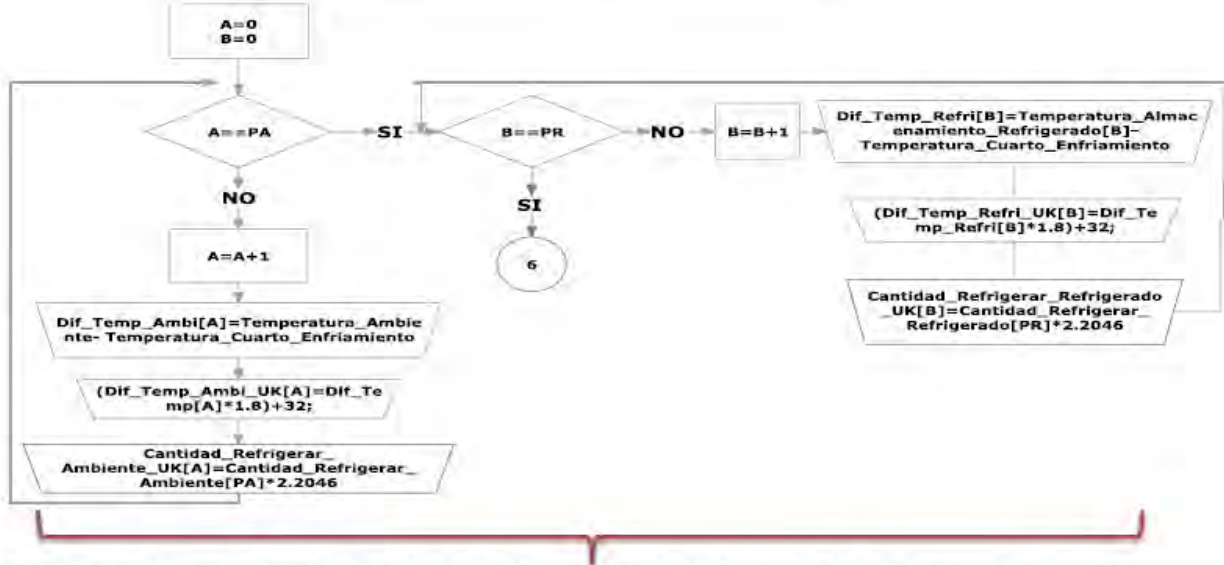 A=0
B=0
A==PA
SI
B==PR
NO
B=B+1
Dif_Temp_Refri[B]=Temperatura_Almac
enamiento_Refrigerado[B]-
Temperatura_Cuarto_Enfriamiento
NO
SI
(Dif_Temp_Refri_UK[B]=Dif_Te
mp_Refri[B]*1.8)+32;
A=A+1
6
Cantidad_Refrigerar_Refrigerado
_UK[B]=Cantidad_Refrigerar_
Refrigerado[PR]*2.2046
Dif_Temp_Ambi[A]=Temperatura_Ambie
nte- Temperatura_Cuarto_Enfriamiento
(Dif_Temp_Ambi_UK[A]=Dif_Te
mp[A]*1.8)+32;
Cantidad_Refrigerar_
Ambiente_UK[A]=Cantidad_Refrigerar_
Ambiente[PA]*2.2046